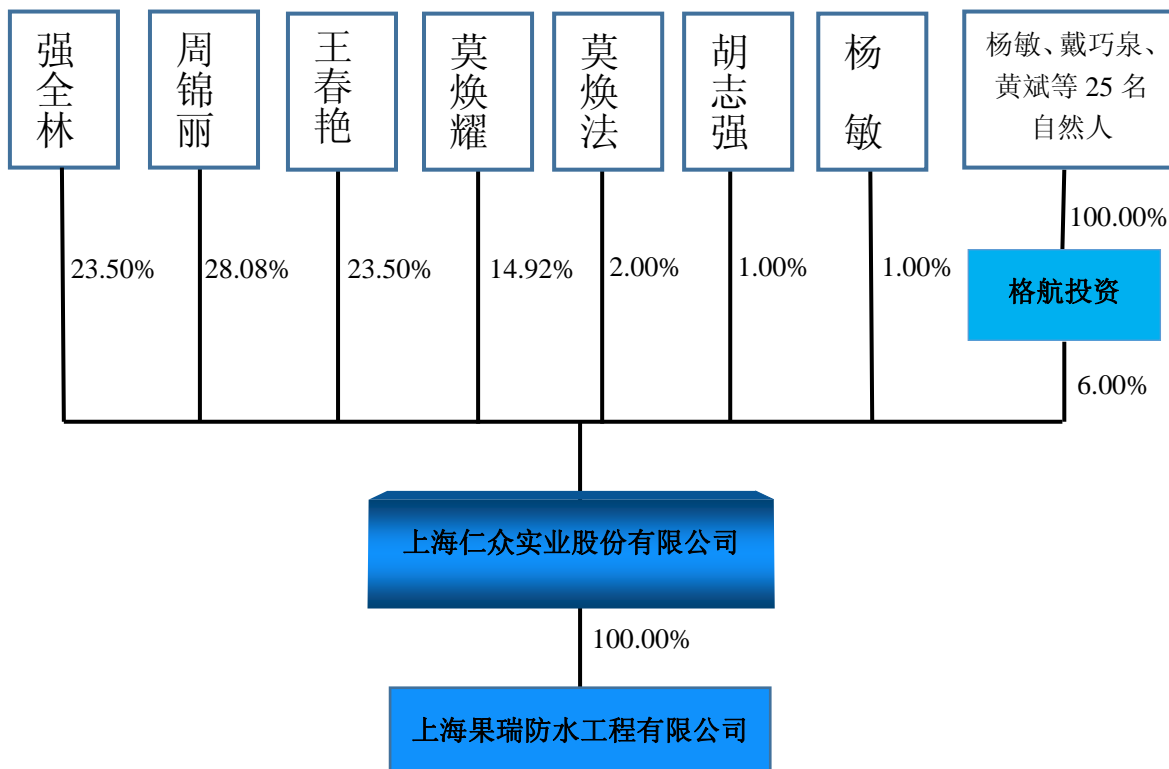 强全林
周锦丽
王春艳
莫焕耀
莫焕法
胡志强
杨敏
杨敏、戴巧泉、
黄斌等 25 名
自然人
100.00%
23.50%
28.08%
23.50%
14.92%
2.00%
1.00%
1.00%
格航投资
6.00%
上海仁众实业股份有限公司
100.00%
上海果瑞防水工程有限公司